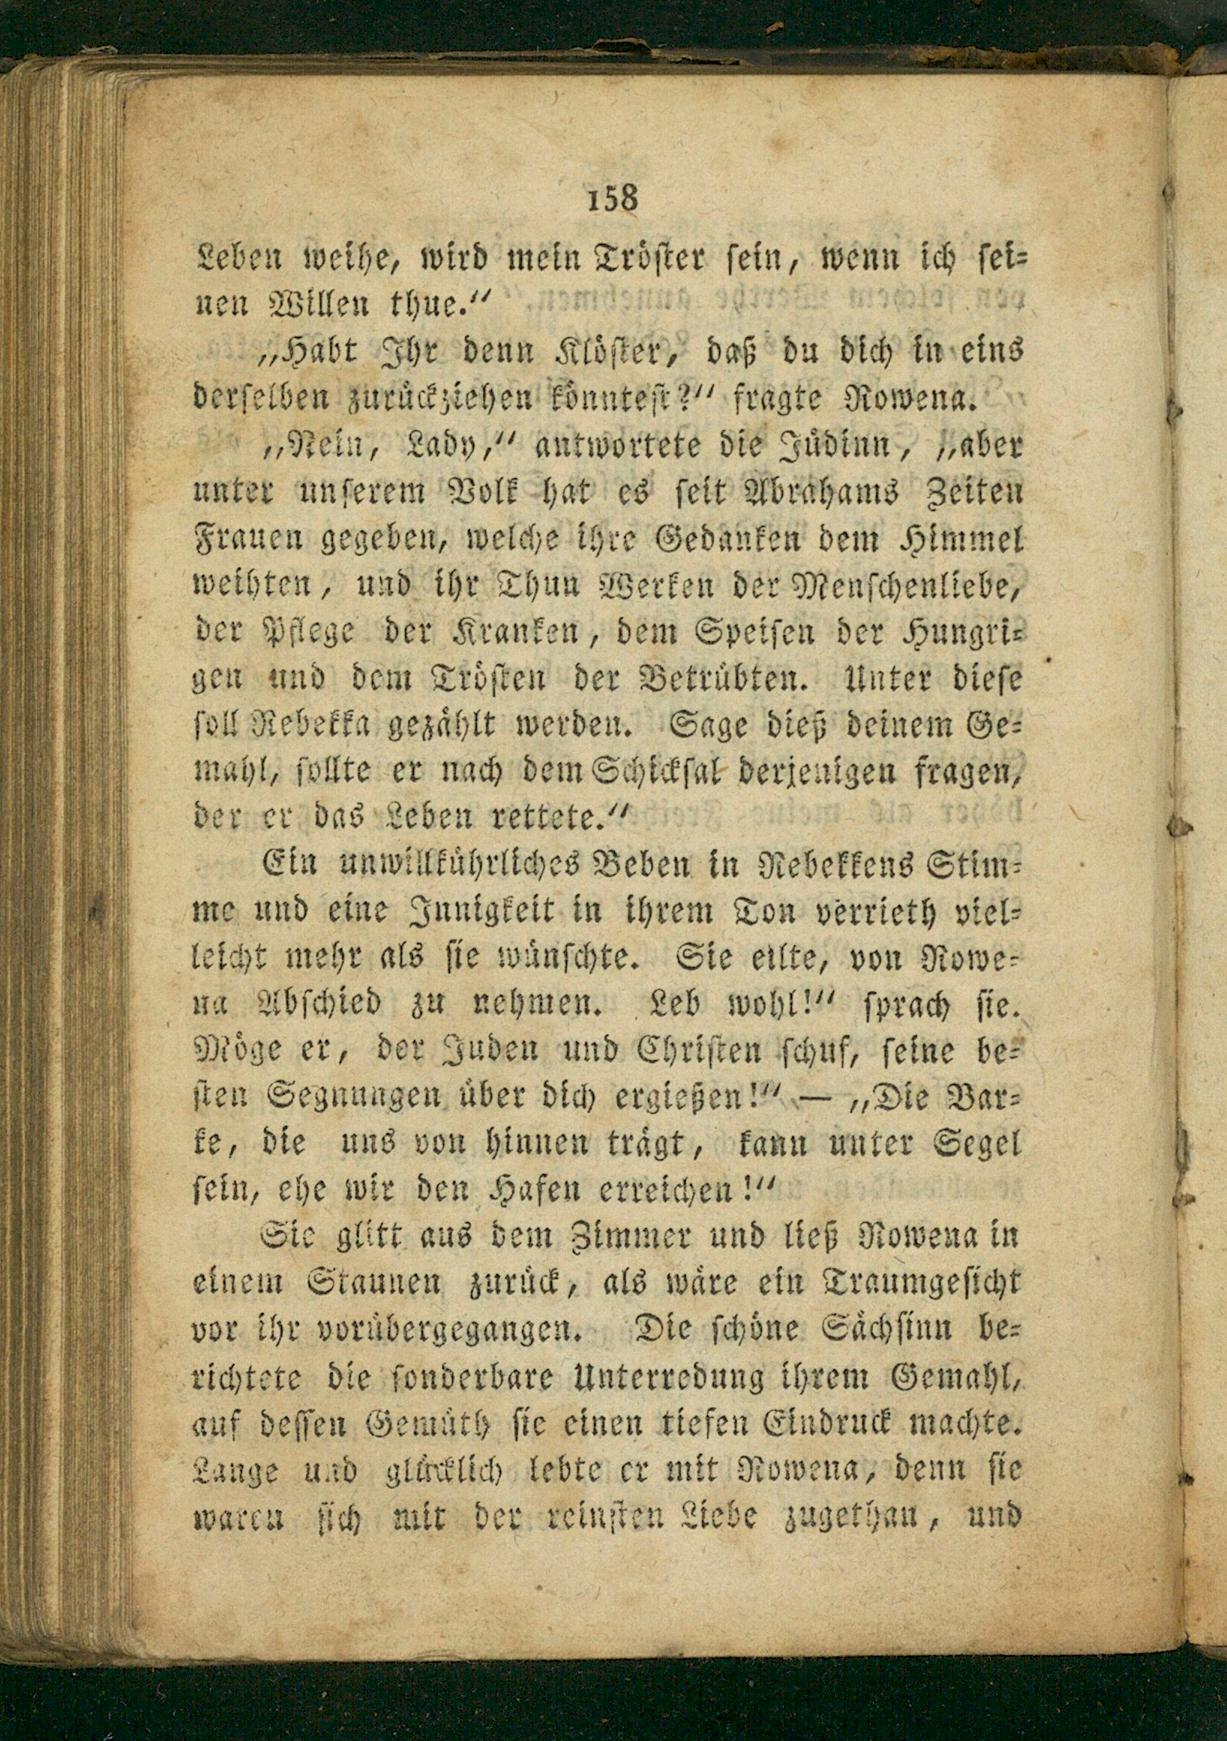 158
Leben weihe, wird mein Tröster sein, wenn ich sei-
nen Willen thue.“
„Habt Ihr denn Klöster, daß du dich in eins
derselben zurückziehen könntest?“ fragte Rowena.
„Nein, Lady,“ antwortete die Jüdinn, „aber
unter unserem Volk hat es seit Abrahams Zeiten
Frauen gegeben, welche ihre Gedanken dem Himmel
weihten, und ihr Thun Werken der Menschenliebe,
der Pflege der Kranken, dem Speisen der Hungri-
gen und dem Trösten der Betrübten. Unter diese
soll Rebekka gezählt werden. Sage dieß deinem Ge-
mahl, sollte er nach dem Schicksal derjenigen fragen,
der er das Leben rettete.“
Ein unwillkührliches Beben in Rebekkens Stim-
me und eine Innigkeit in ihrem Ton verrieth viel-
leicht mehr als sie wünschte. Sie eilte, von Rowe-
na Abschied zu nehmen. Leb wohl!“ sprach sie.
Möge er, der Juden und Christen schuf, seine be-
sten Segnungen über dich ergießen!“ — „Die Bar-
ke, die uns von hinnen trägt, kann unter Segel
sein, ehe wir den Hafen erreichen!“
Sie glitt aus dem Zimmer und ließ Rowena in
einem Staunen zurück, als wäre ein Traumgesicht
vor ihr vorübergegangen. Die schöne Sächsinn be-
richtete die sonderbare Unterredung ihrem Gemahl,
auf dessen Gemüth sie einen tiefen Eindruck machte.
Lange und glücklich lebte er mit Rowena, denn sie
waren sich mit der reinsten Liebe zugethan, und